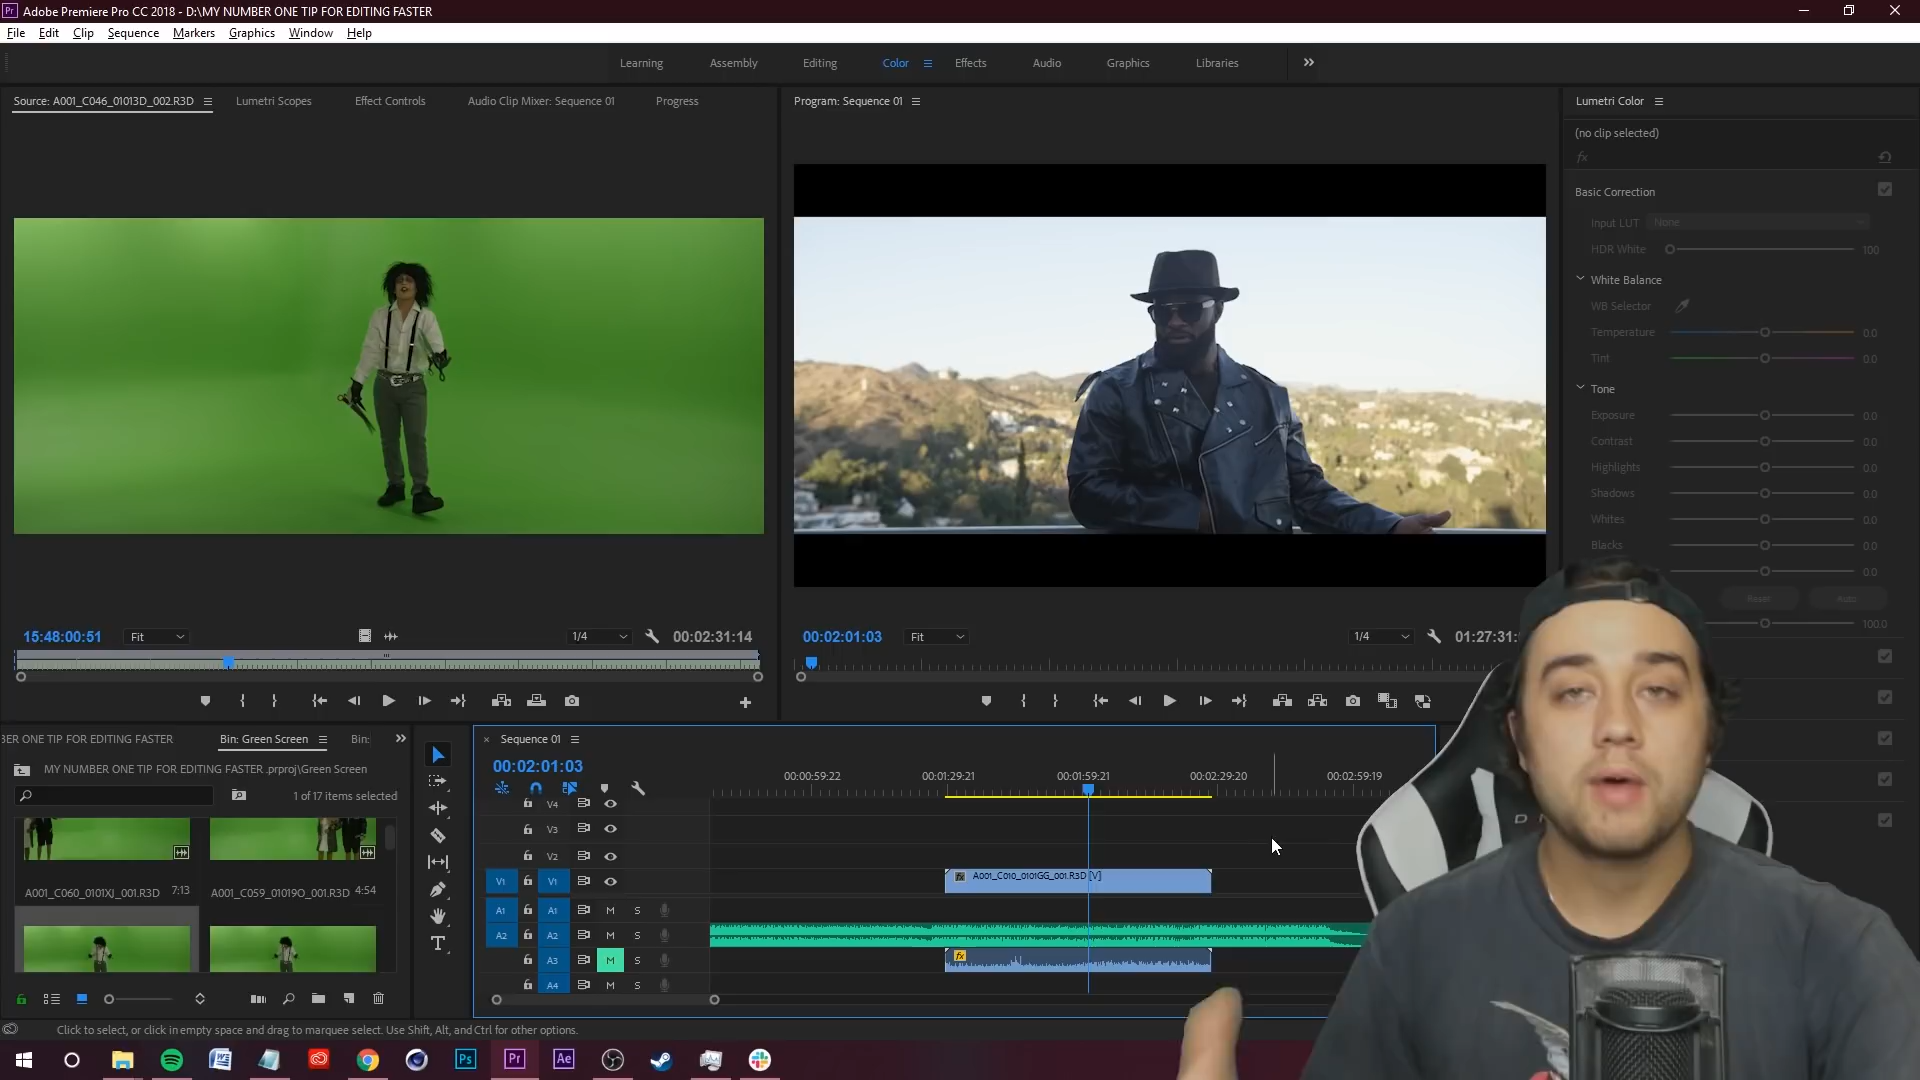 Adobe Premiere Pro CC 2018 - D:\MY NUMBER ONE TIP FOR EDITING FASTER
File Edit Clip Sequence Markers Graphics Window Help
Learning Assembly Editing Color Effects Audio Graphics Libraries
Source: A001_C046_01013D_002.R3D Lumetri Scopes Effect Controls Audio Clip Mixer: Sequence 01 Progress
Program: Sequence 01
Lumetri Color
(no clip selected)
fx
Basic Correction
Input LUT None
HDR White 100
White Balance
WB Selector
Temperature 0.0
Tint 0.0
Tone
Exposure 0.0
Contrast 0.0
Highlights 0.0
Shadows 0.0
Whites 0.0
Blacks 0.0
0.0
Reset Auto
100.0
15:48:00:51 Fit 1/4 00:02:31:14
00:02:01:03 Fit 1/4 01:27:31:
BER ONE TIP FOR EDITING FASTER Bin: Green Screen Bin:
MY NUMBER ONE TIP FOR EDITING FASTER .prproj\Green Screen
1 of 17 items selected
A001_C060_0101XJ_001.R3D 7:13
A001_C059_01019O_001.R3D 4:54
Sequence 01
00:02:01:03
00:00:59:22 00:01:29:21 00:01:59:21 00:02:29:20 00:02:59:19
V4
V3
V2
V1 V1
fx A001_C010_0101GG_001.R3D [V]
A1 A1 M S
A2 A2 M S
A3 M S
fx
A4 M S
Click to select, or click in empty space and drag to marquee select. Use Shift, Alt, and Ctrl for other options.
Ps Pr Ae